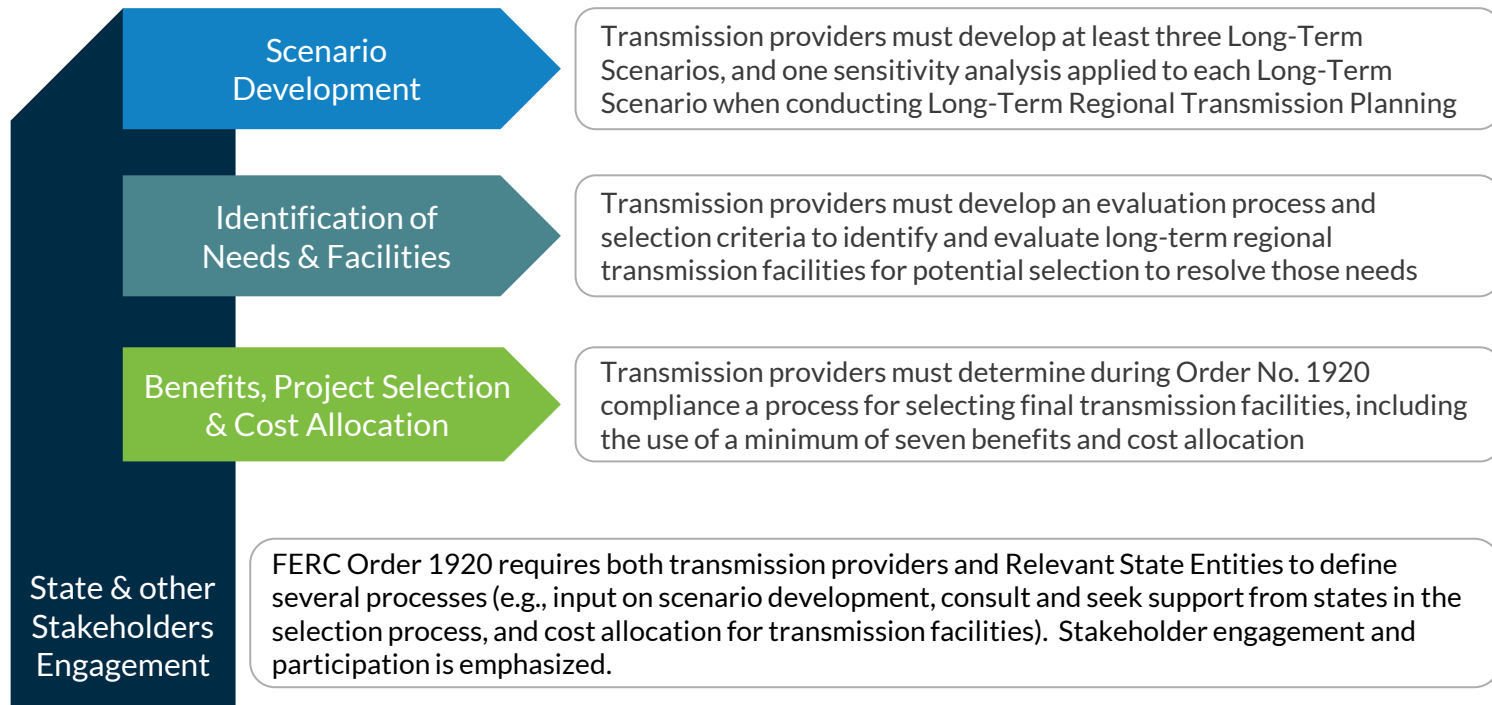 Scenario
Development
Transmission providers must develop at least three Long-Term
Scenarios, and one sensitivity analysis applied to each Long-Term
Scenario when conducting Long-Term Regional Transmission Planning
Identification of
Needs & Facilities
Transmission providers must develop an evaluation process and
selection criteria to identify and evaluate long-term regional
transmission facilities for potential selection to resolve those needs
Benefits, Project Selection
& Cost Allocation
Transmission providers must determine during Order No. 1920
compliance a process for selecting final transmission facilities, including
the use of a minimum of seven benefits and cost allocation
State & other
Stakeholders
Engagement
FERC Order 1920 requires both transmission providers and Relevant State Entities to define
several processes (e.g., input on scenario development, consult and seek support from states in the
selection process, and cost allocation for transmission facilities). Stakeholder engagement and
participation is emphasized.